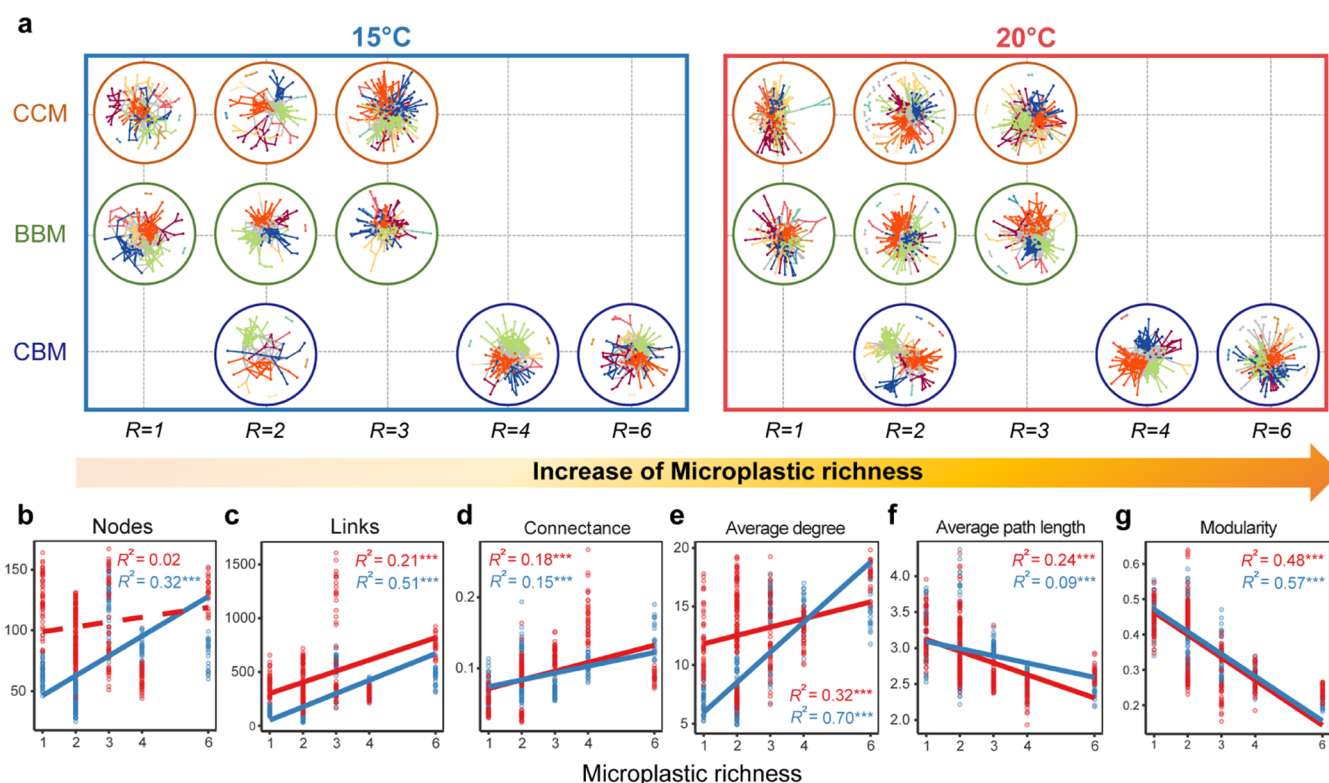 a
15°C
20°C
CCM
BBM
CBM
R=1
R=2
R=3
R=4
R=6
R=1
R=2
R=3
R=4
R=6
Increase of Microplastic richness
b
Nodes
R² = 0.02
R² = 0.32***
150
100
50
1 2 3 4 6
c
Links
R² = 0.21***
R² = 0.51***
1500
1000
500
0
1 2 3 4 6
d
Connectance
R² = 0.18***
R² = 0.15***
0.2
0.1
1 2 3 4 6
e
Average degree
20
15
10
5
R² = 0.32***
R² = 0.70***
1 2 3 4 6
f
Average path length
R² = 0.24***
R² = 0.09***
4.0
3.5
3.0
2.5
2.0
1 2 3 4 6
g
Modularity
R² = 0.48***
R² = 0.57***
0.6
0.5
0.4
0.3
0.2
1 2 3 4 6
Microplastic richness